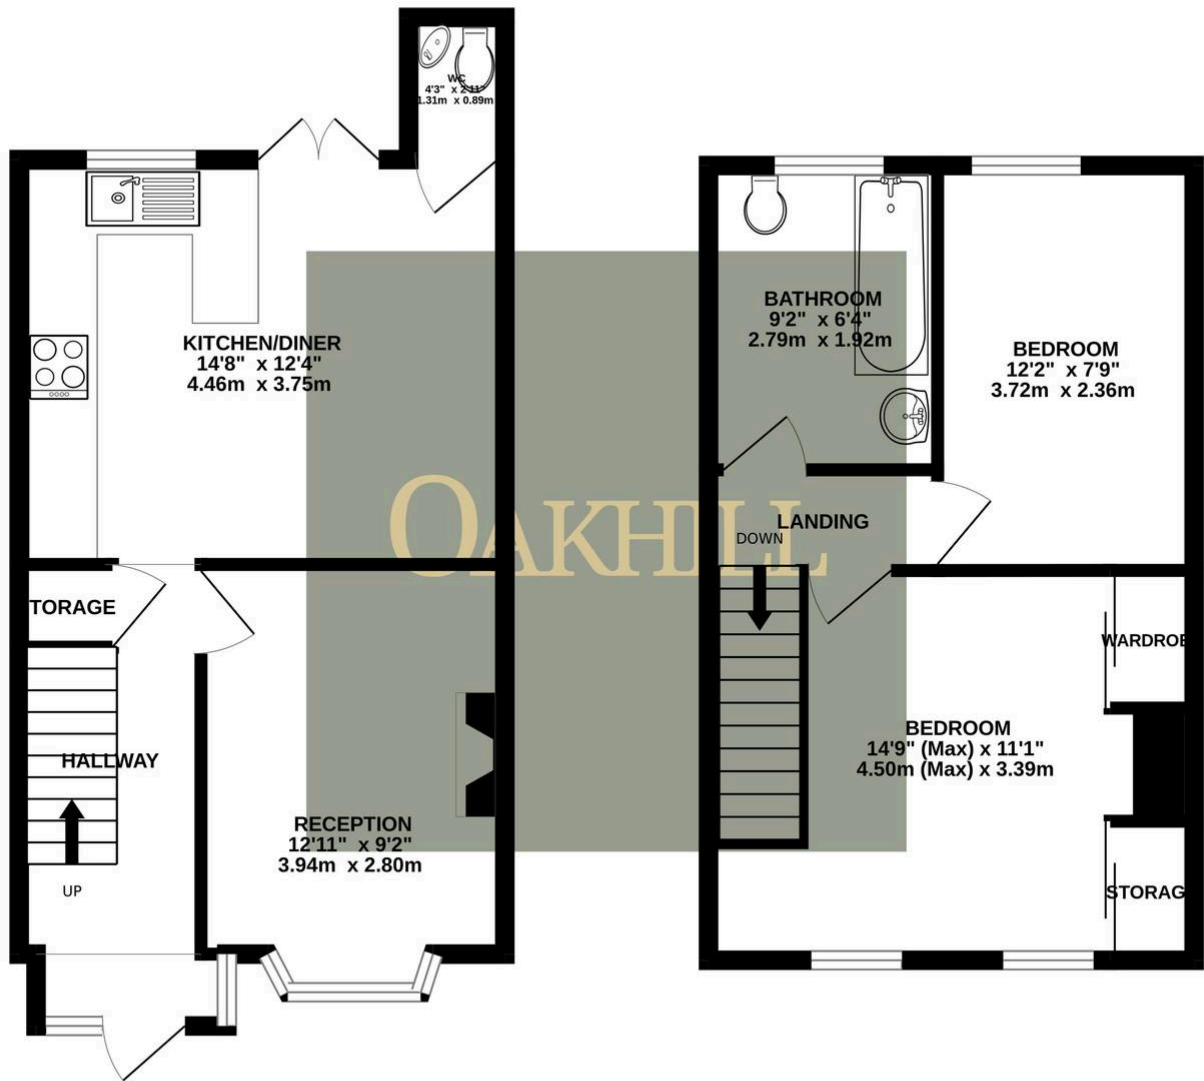 WC
4'3" x 2'11"
1.31m x 0.89m
KITCHEN/DINER
14'8" x 12'4"
4.46m x 3.75m
BATHROOM
9'2" x 6'4"
2.79m x 1.92m
BEDROOM
12'2" x 7'9"
3.72m x 2.36m
OAKHILL
LANDING
DOWN
TORAGE
HALLWAY
UP
RECEPTION
12'11" x 9'2"
3.94m x 2.80m
WARDROB
BEDROOM
14'9" (Max) x 11'1"
4.50m (Max) x 3.39m
STORAG